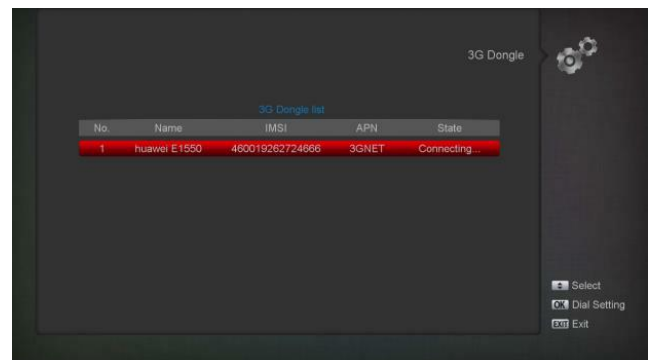 3G Dongle
3G Dongle list
No. Name IMSI APN State
1 huawei E1550 460019262724666 3GNET Connecting...
Select
OK Dial Setting
EXIT Exit